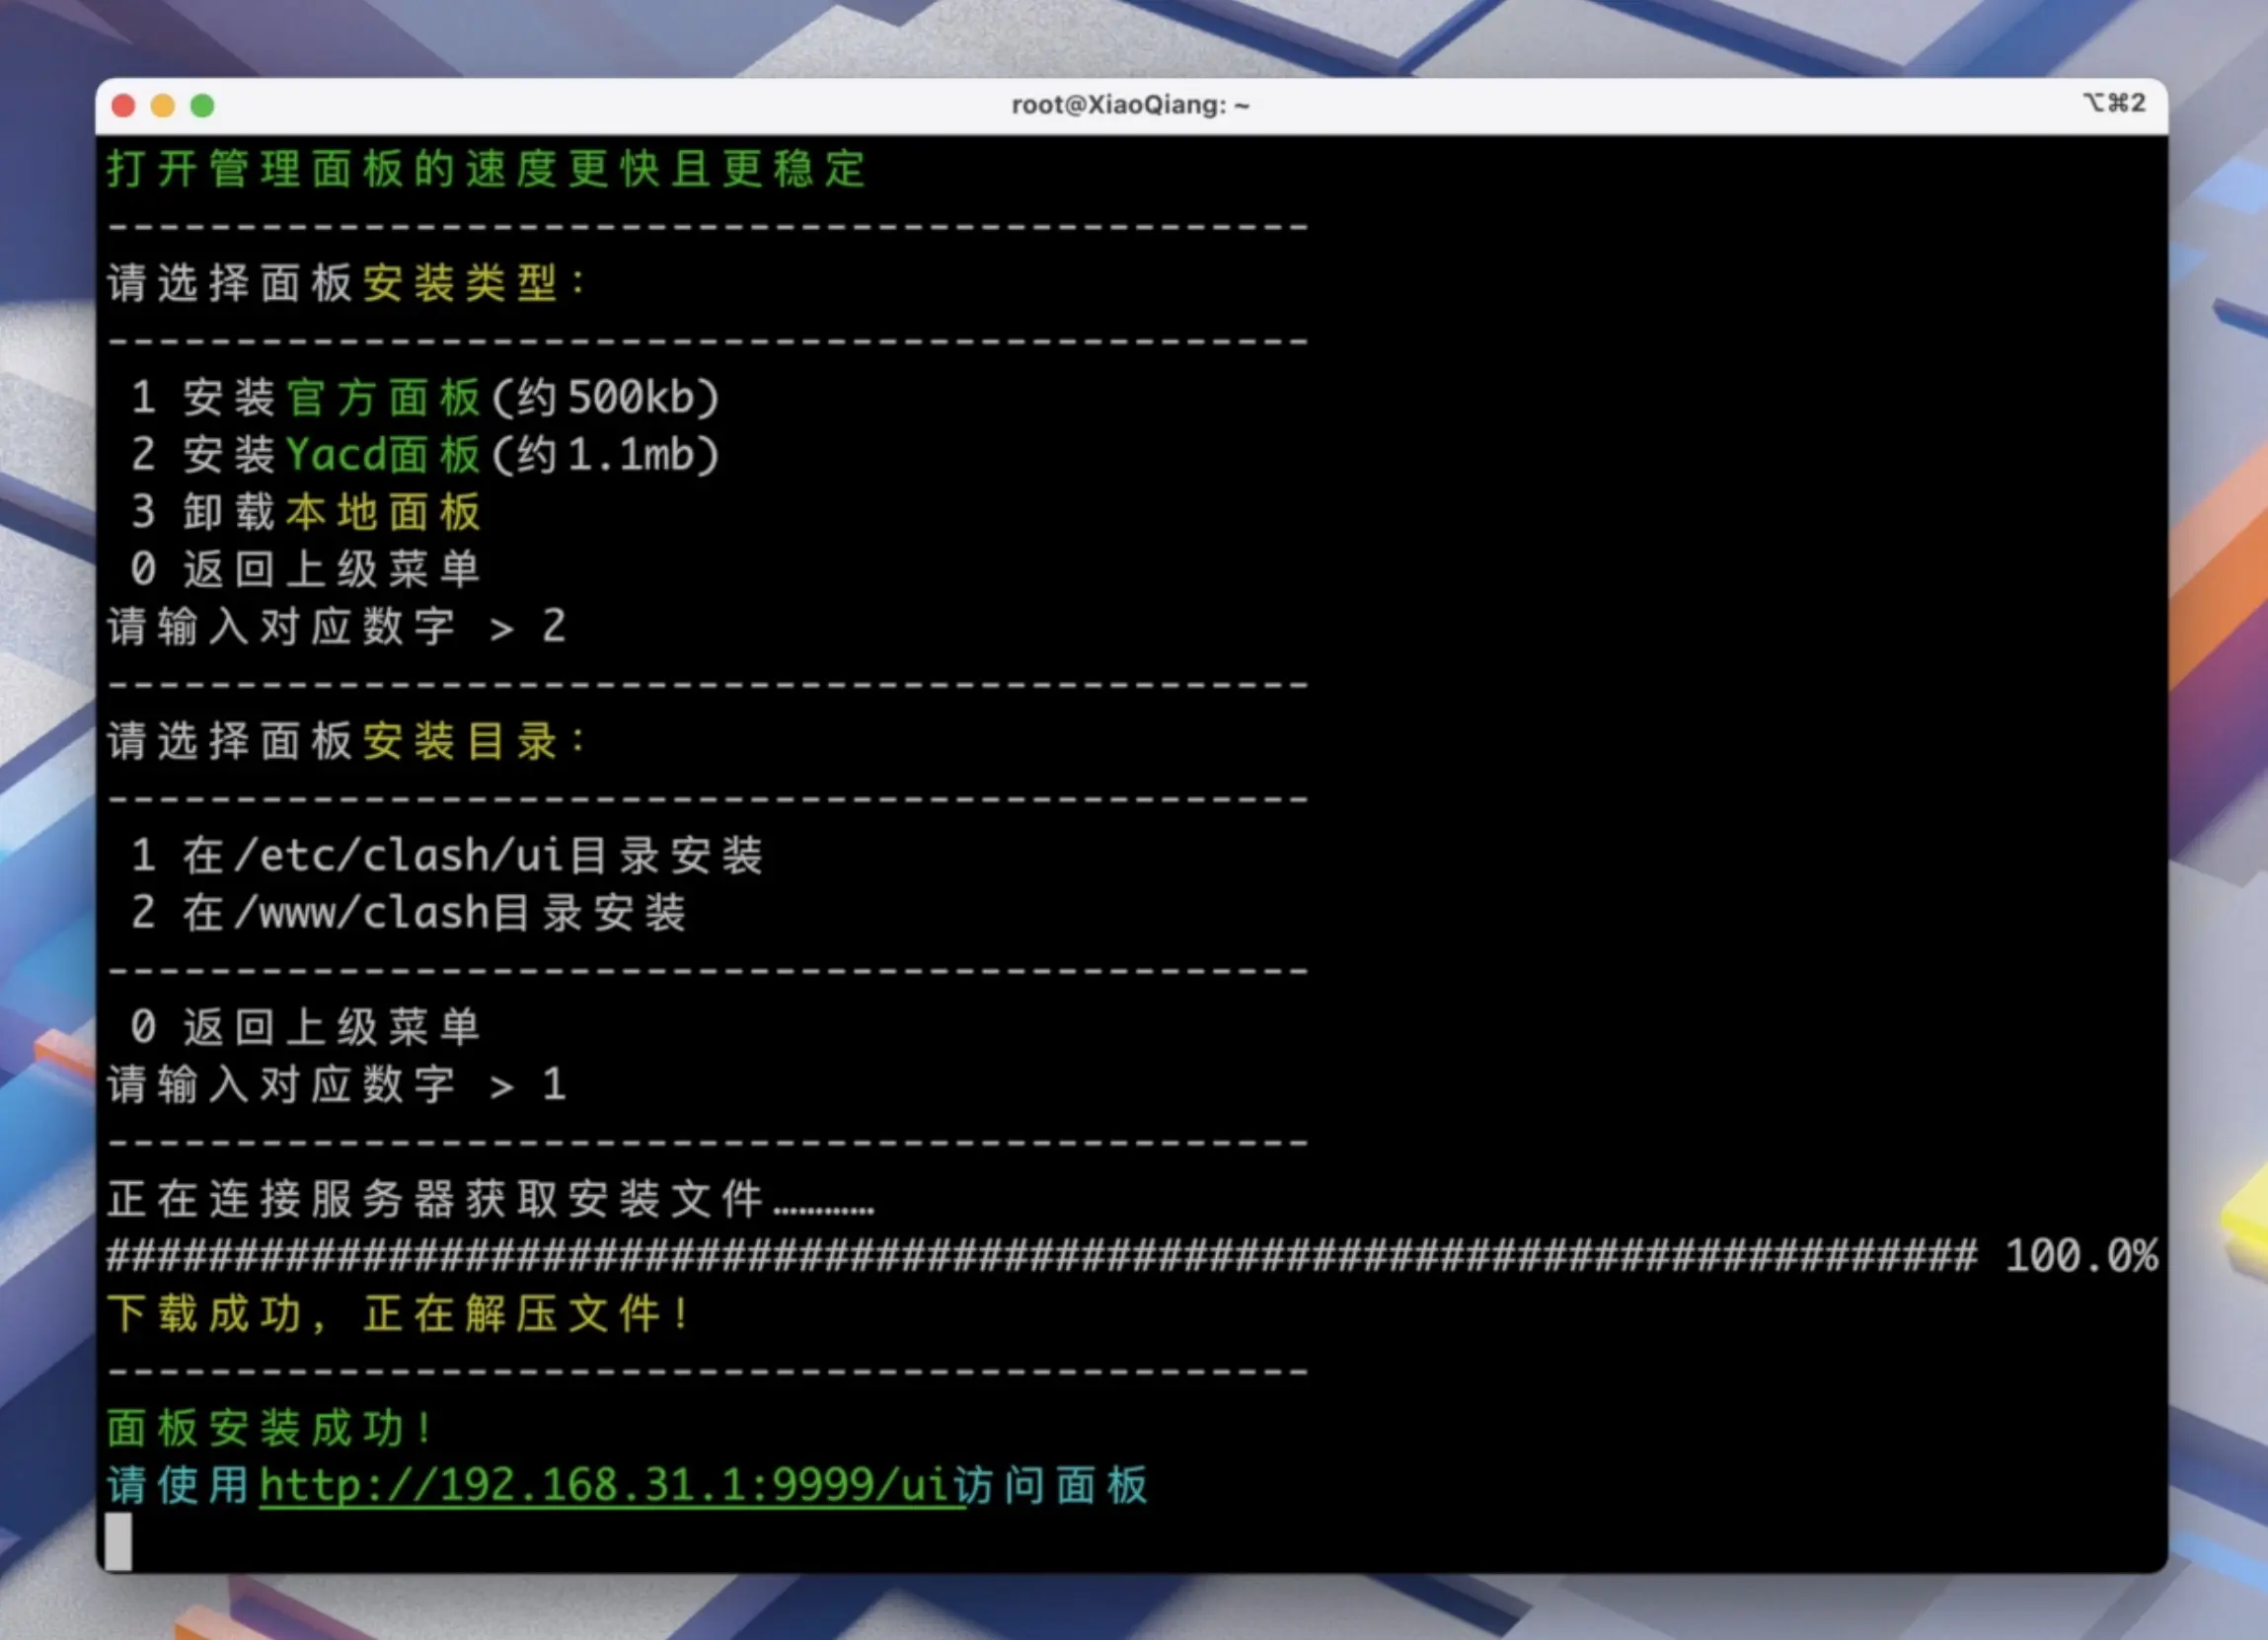 root@XiaoQiang: ~
⌥⌘2
打开管理面板的速度更快且更稳定
-----------------------------------------------
请选择面板安装类型：
-----------------------------------------------
1 安装官方面板(约500kb)
2 安装Yacd面板(约1.1mb)
3 卸载本地面板
0 返回上级菜单
请输入对应数字 > 2
-----------------------------------------------
请选择面板安装目录：
-----------------------------------------------
1 在/etc/clash/ui目录安装
2 在/www/clash目录安装
-----------------------------------------------
0 返回上级菜单
请输入对应数字 > 1
-----------------------------------------------
正在连接服务器获取安装文件…………
######################################################################### 100.0%
下载成功，正在解压文件！
-----------------------------------------------
面板安装成功！
请使用http://192.168.31.1:9999/ui访问面板